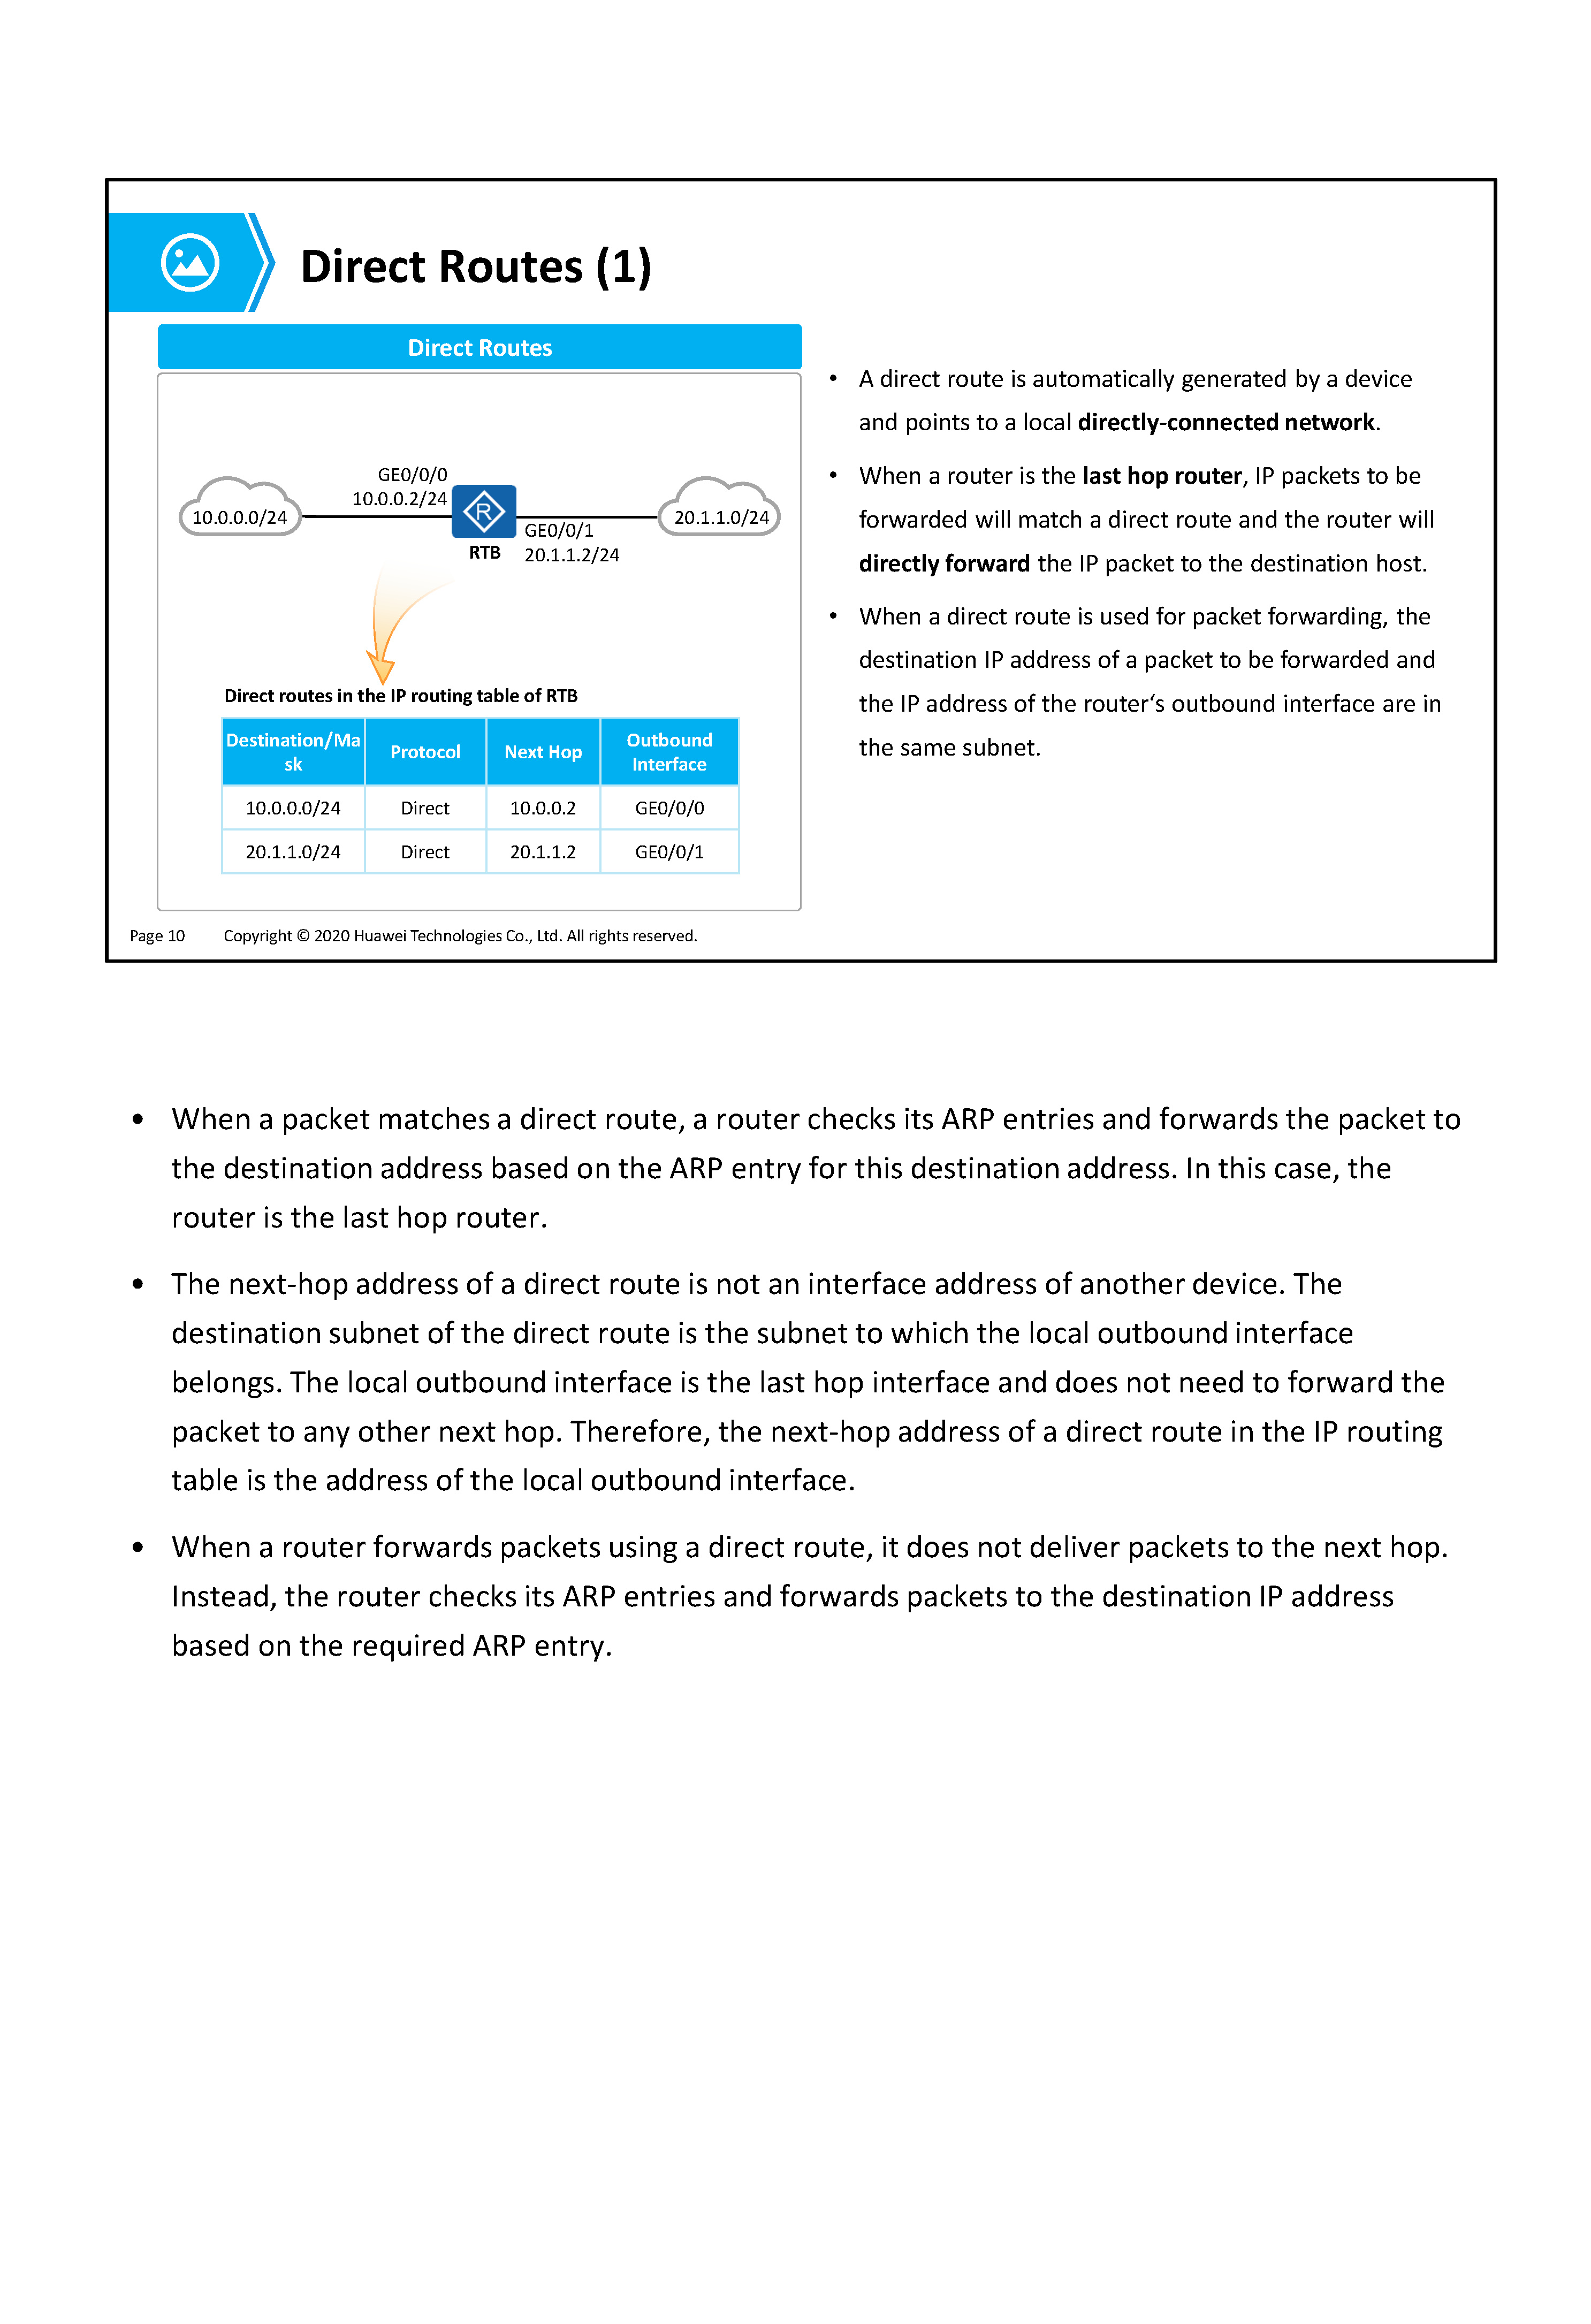 Direct Routes (1)
Direct Routes
10.0.0.0/24
GE0/0/0
10.0.0.2/24
RTB
GE0/0/1
20.1.1.2/24
20.1.1.0/24
Direct routes in the IP routing table of RTB
Destination/Ma
sk
Protocol
Next Hop
Outbound
Interface
10.0.0.0/24 Direct 10.0.0.2 GE0/0/0
20.1.1.0/24 Direct 20.1.1.2 GE0/0/1
• A direct route is automatically generated by a device
and points to a local directly-connected network.
• When a router is the last hop router, IP packets to be
forwarded will match a direct route and the router will
directly forward the IP packet to the destination host.
• When a direct route is used for packet forwarding, the
destination IP address of a packet to be forwarded and
the IP address of the router‘s outbound interface are in
the same subnet.
Page 10 Copyright © 2020 Huawei Technologies Co., Ltd. All rights reserved.
• When a packet matches a direct route, a router checks its ARP entries and forwards the packet to
the destination address based on the ARP entry for this destination address. In this case, the
router is the last hop router.
• The next-hop address of a direct route is not an interface address of another device. The
destination subnet of the direct route is the subnet to which the local outbound interface
belongs. The local outbound interface is the last hop interface and does not need to forward the
packet to any other next hop. Therefore, the next-hop address of a direct route in the IP routing
table is the address of the local outbound interface.
• When a router forwards packets using a direct route, it does not deliver packets to the next hop.
Instead, the router checks its ARP entries and forwards packets to the destination IP address
based on the required ARP entry.